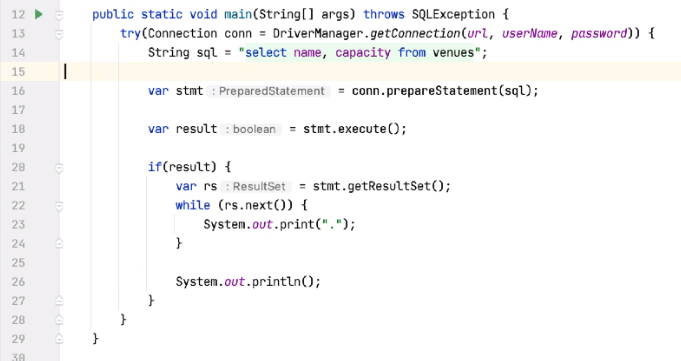 12 public static void main(String[] args) throws SQLException {
13 try(Connection conn = DriverManager.getConnection(url, userName, password)) {
14 String sql = "select name, capacity from venues";
15
16 var stmt : PreparedStatement = conn.prepareStatement(sql);
17
18 var result : boolean = stmt.execute();
19
20 if(result) {
21 var rs : ResultSet = stmt.getResultSet();
22 while (rs.next()) {
23 System.out.print(".");
24 }
25
26 System.out.println();
27 }
28 }
29 }
30